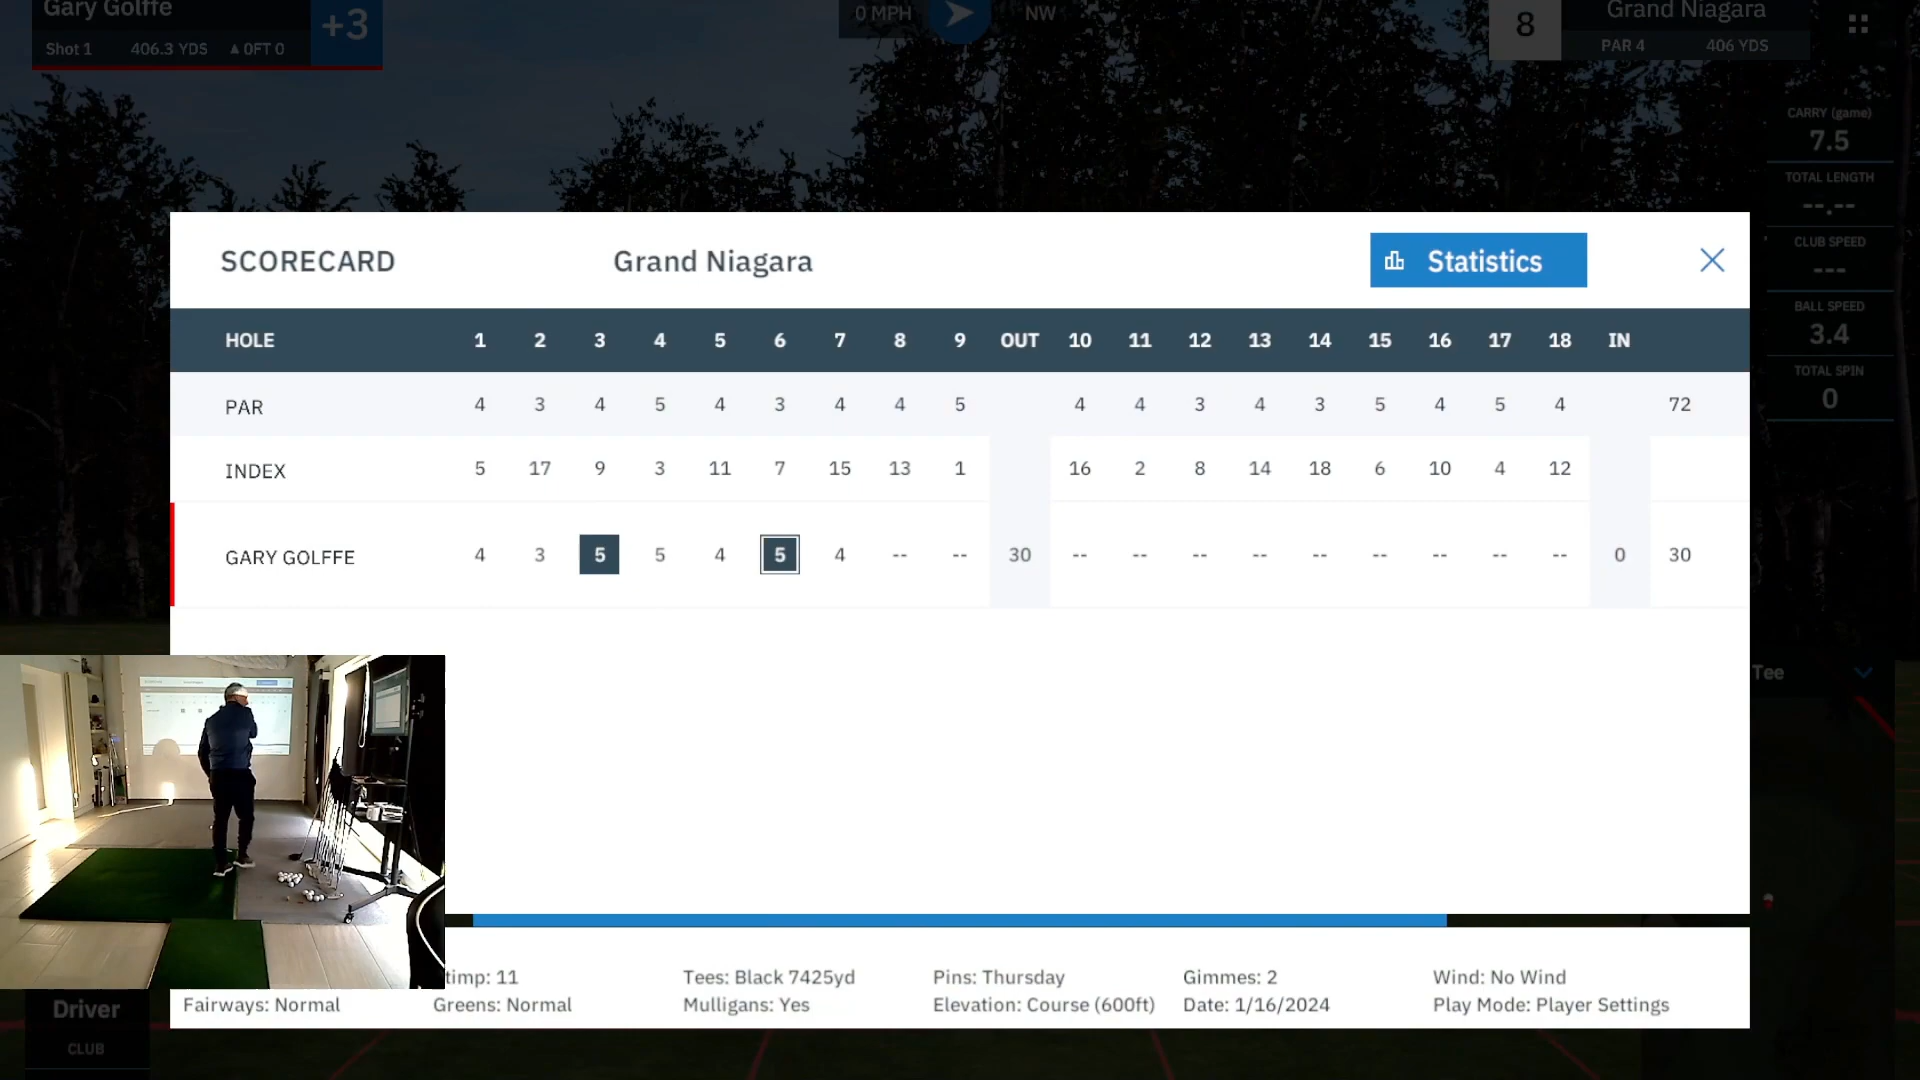 Gary Golffe
Shot 1 406.3 YDS ▲ 0FT 0
+3
0 MPH NW
8
Grand Niagara
PAR 4 406 YDS
CARRY (game)
7.5
TOTAL LENGTH
--.--
CLUB SPEED
---
BALL SPEED
3.4
TOTAL SPIN
0
SCORECARD Grand Niagara Statistics
HOLE 1 2 3 4 5 6 7 8 9 OUT 10 11 12 13 14 15 16 17 18 IN
PAR 4 3 4 5 4 3 4 4 5 4 4 3 4 3 5 4 5 4 72
INDEX 5 17 9 3 11 7 15 13 1 16 2 8 14 18 6 10 4 12
GARY GOLFFE 4 3 5 5 4 5 4 -- -- 30 -- -- -- -- -- -- -- -- -- 0 30
Tee
timp: 11 Tees: Black 7425yd Pins: Thursday Gimmes: 2 Wind: No Wind
Fairways: Normal Greens: Normal Mulligans: Yes Elevation: Course (600ft) Date: 1/16/2024 Play Mode: Player Settings
Driver
CLUB